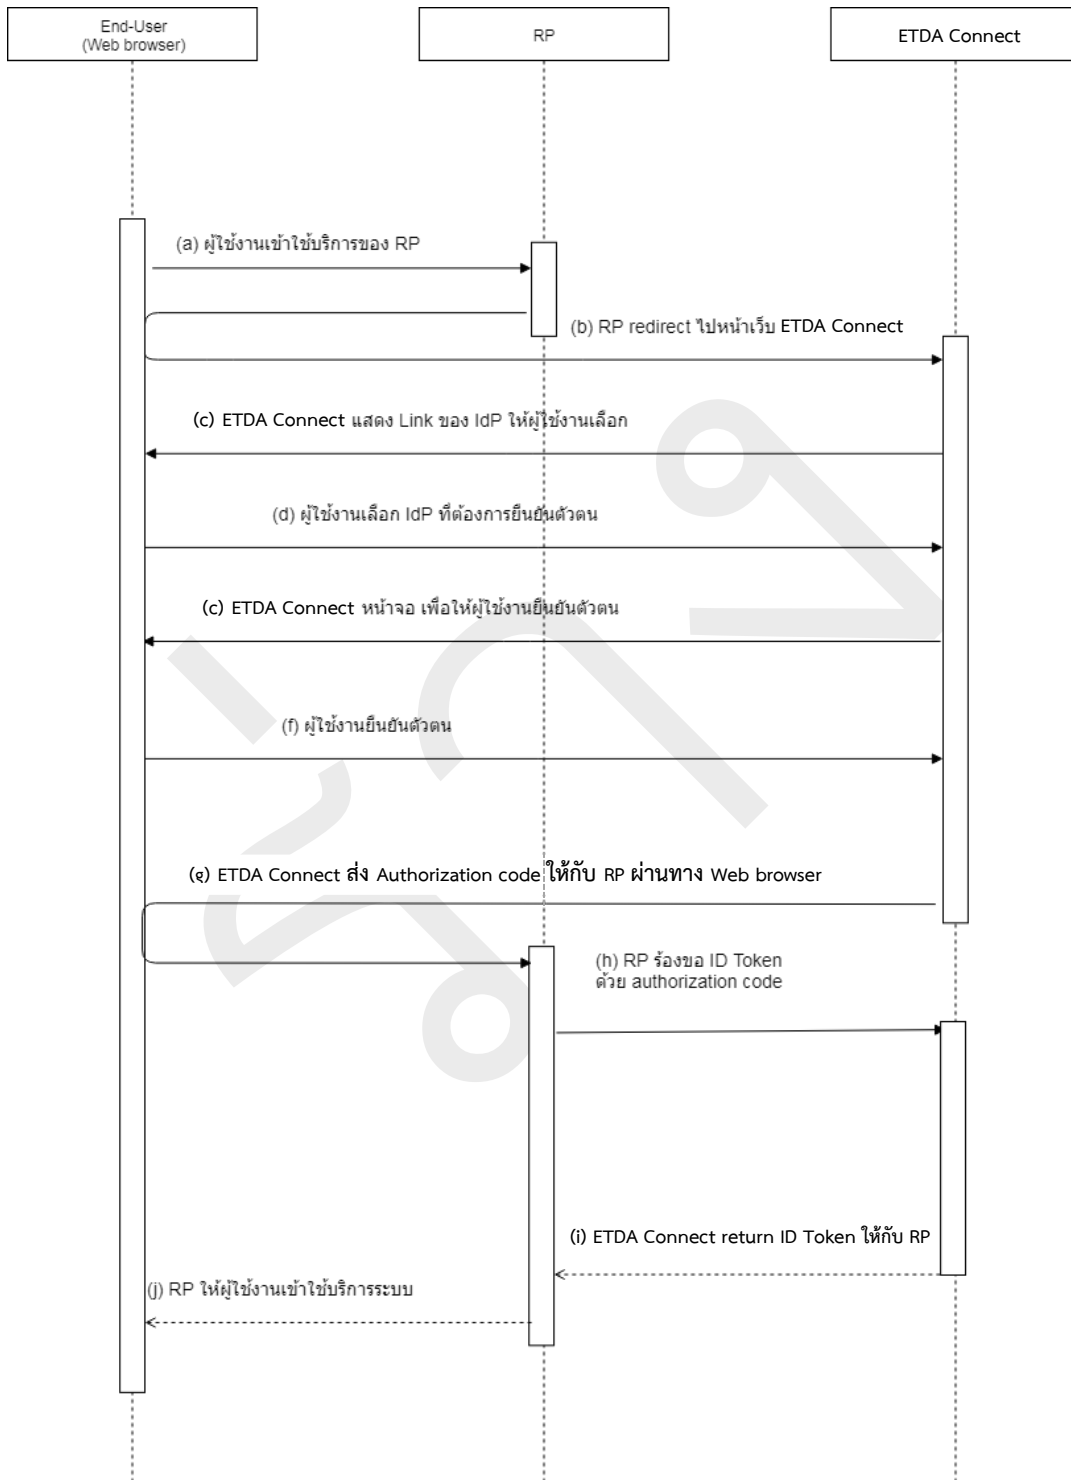 End-User
(Web browser)
RP
ETDA Connect
(a) ผู้ใช้งานเข้าใช้บริการของ RP
(b) RP redirect ไปหน้าเว็บ ETDA Connect
(c) ETDA Connect แสดง Link ของ IdP ให้ผู้ใช้งานเลือก
(d) ผู้ใช้งานเลือก IdP ที่ต้องการยืนยันตัวตน
(c) ETDA Connect หน้าจอ เพื่อให้ผู้ใช้งานยืนยันตัวตน
(f) ผู้ใช้งานยืนยันตัวตน
(g) ETDA Connect ส่ง Authorization code ให้กับ RP ผ่านทาง Web browser
(h) RP ร้องขอ ID Token
ด้วย authorization code
(i) ETDA Connect return ID Token ให้กับ RP
(j) RP ให้ผู้ใช้งานเข้าใช้บริการระบบ
ร่าง